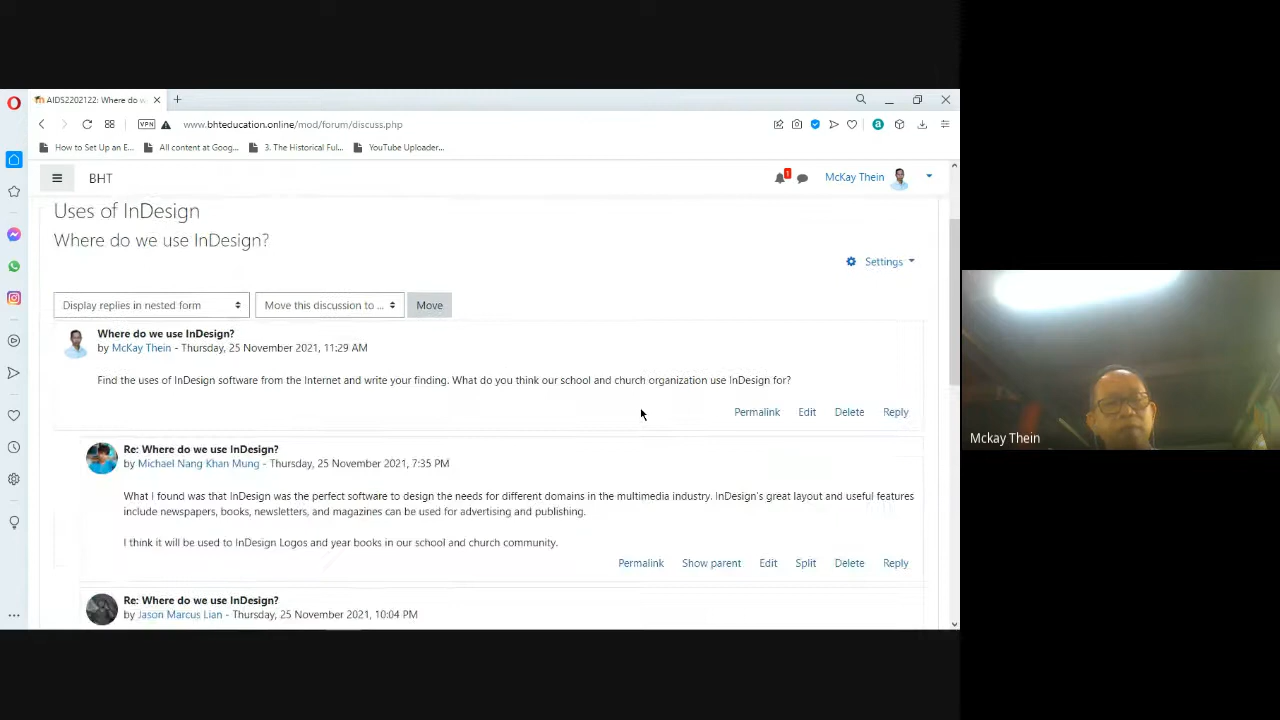 AIDS2202122: Where do w
VPN
www.bhteducation.online/mod/forum/discuss.php
How to Set Up an E...
All content at Goog...
3. The Historical Ful...
YouTube Uploader...
BHT
1
McKay Thein
Uses of InDesign
Where do we use InDesign?
Settings
Display replies in nested form
Move this discussion to ...
Move
Where do we use InDesign?
by McKay Thein - Thursday, 25 November 2021, 11:29 AM
Find the uses of InDesign software from the Internet and write your finding. What do you think our school and church organization use InDesign for?
Permalink Edit Delete Reply
Re: Where do we use InDesign?
by Michael Nang Khan Mung - Thursday, 25 November 2021, 7:35 PM
What I found was that InDesign was the perfect software to design the needs for different domains in the multimedia industry. InDesign's great layout and useful features
include newspapers, books, newsletters, and magazines can be used for advertising and publishing.
I think it will be used to InDesign Logos and year books in our school and church community.
Permalink Show parent Edit Split Delete Reply
Re: Where do we use InDesign?
by Jason Marcus Lian - Thursday, 25 November 2021, 10:04 PM
Mckay Thein